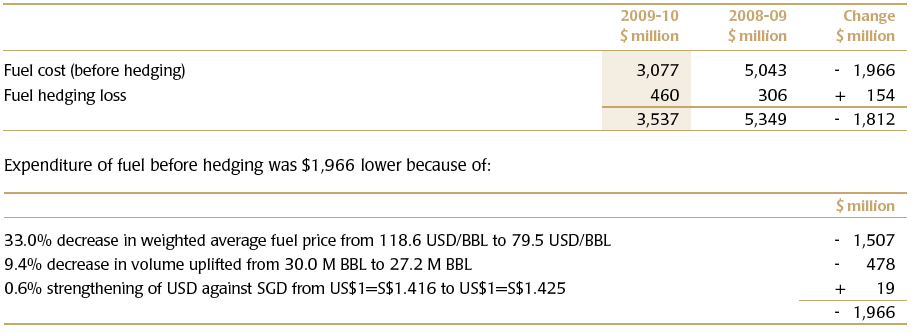 2009-10 2008-09 Change
$ million $ million $ million
Fuel cost (before hedging) 3,077 5,043 - 1,966
Fuel hedging loss 460 306 + 154
3,537 5,349 - 1,812
Expenditure of fuel before hedging was $1,966 lower because of:
$ million
33.0% decrease in weighted average fuel price from 118.6 USD/BBL to 79.5 USD/BBL - 1,507
9.4% decrease in volume uplifted from 30.0 M BBL to 27.2 M BBL - 478
0.6% strengthening of USD against SGD from US$1=S$1.416 to US$1=S$1.425 + 19
- 1,966